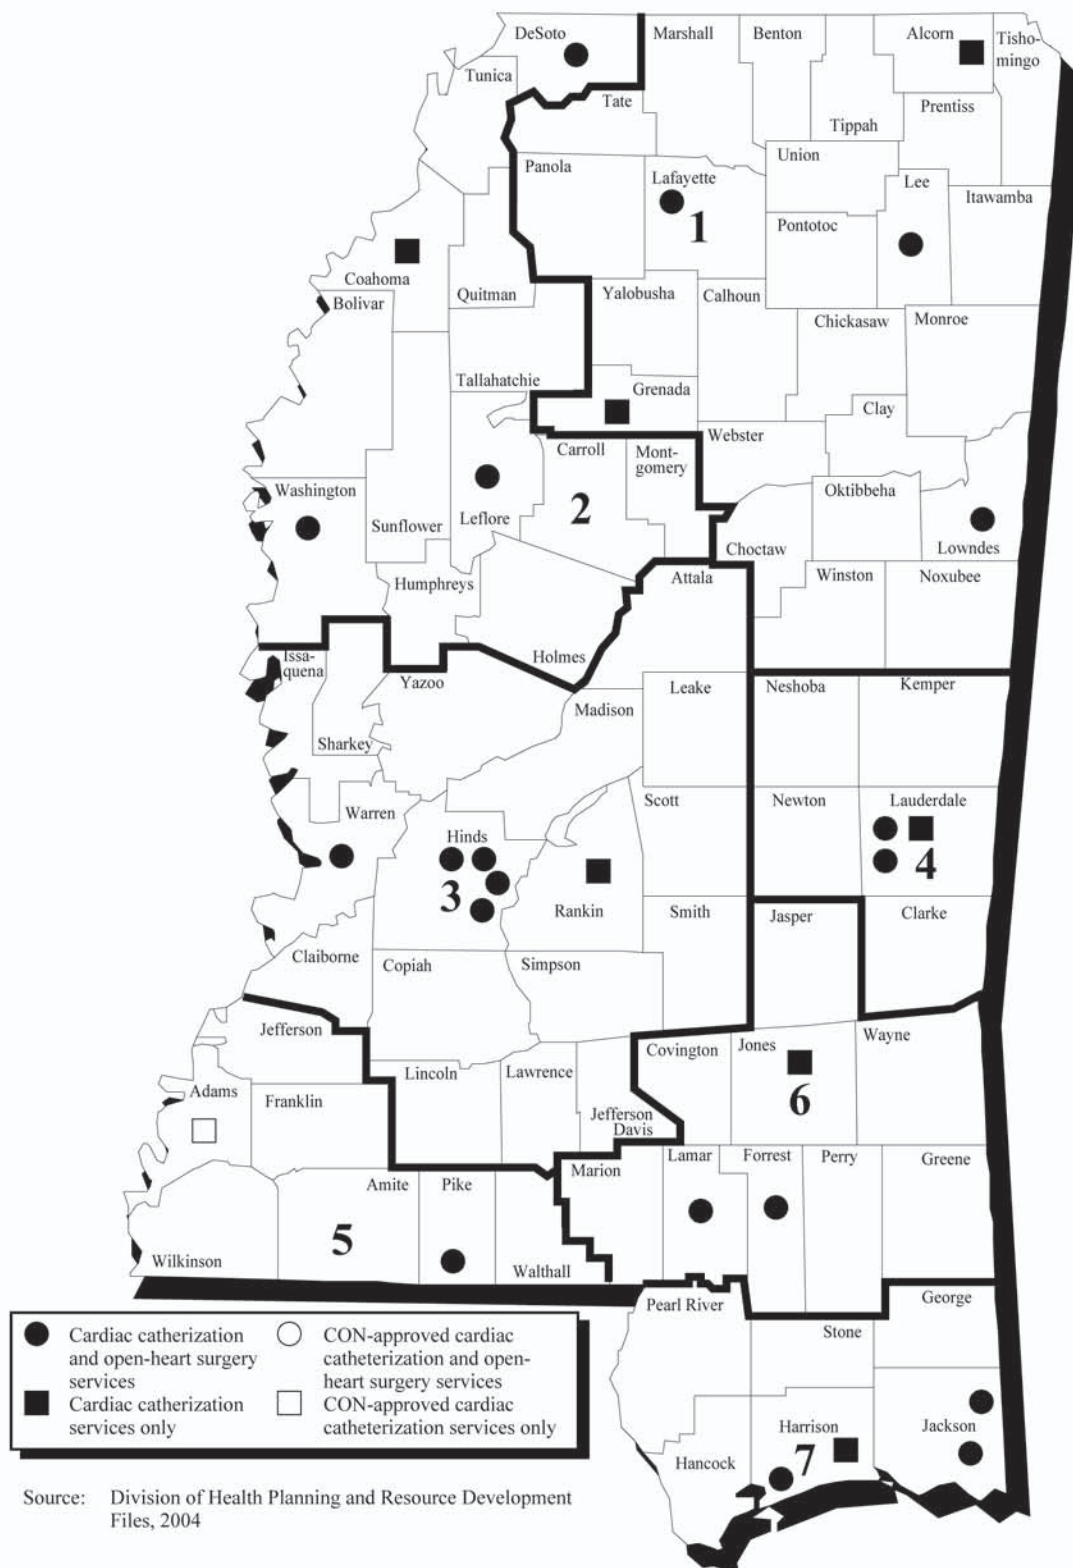 DeSoto
Marshall
Benton
Alcorn
Tisho-
mingo
Tunica
Tate
Prentiss
Tippah
Panola
Union
Lafayette
Lee
Itawamba
1
Pontotoc
Coahoma
Quitman
Bolivar
Yalobusha
Calhoun
Chickasaw
Monroe
Tallahatchie
Grenada
Clay
Webster
Carroll
Mont-
gomery
Washington
Oktibbeha
2
Sunflower
Leflore
Choctaw
Lowndes
Humphreys
Attala
Winston
Noxubee
Holmes
Issa-
quena
Yazoo
Leake
Neshoba
Kemper
Madison
Sharkey
Scott
Newton
Lauderdale
Warren
Hinds
4
3
Rankin
Smith
Jasper
Clarke
Claiborne
Copiah
Simpson
Jefferson
Covington
Jones
Wayne
Lincoln
Lawrence
Adams
Franklin
6
Jefferson
Davis
Marion
Lamar
Forrest
Perry
Greene
Amite
Pike
5
Wilkinson
Walthall
Pearl River
George
Stone
Harrison
Jackson
7
Hancock
Cardiac catherization
and open-heart surgery
services
Cardiac catherization
services only
CON-approved cardiac
catheterization and open-
heart surgery services
CON-approved cardiac
catheterization services only
Source: Division of Health Planning and Resource Development
Files, 2004